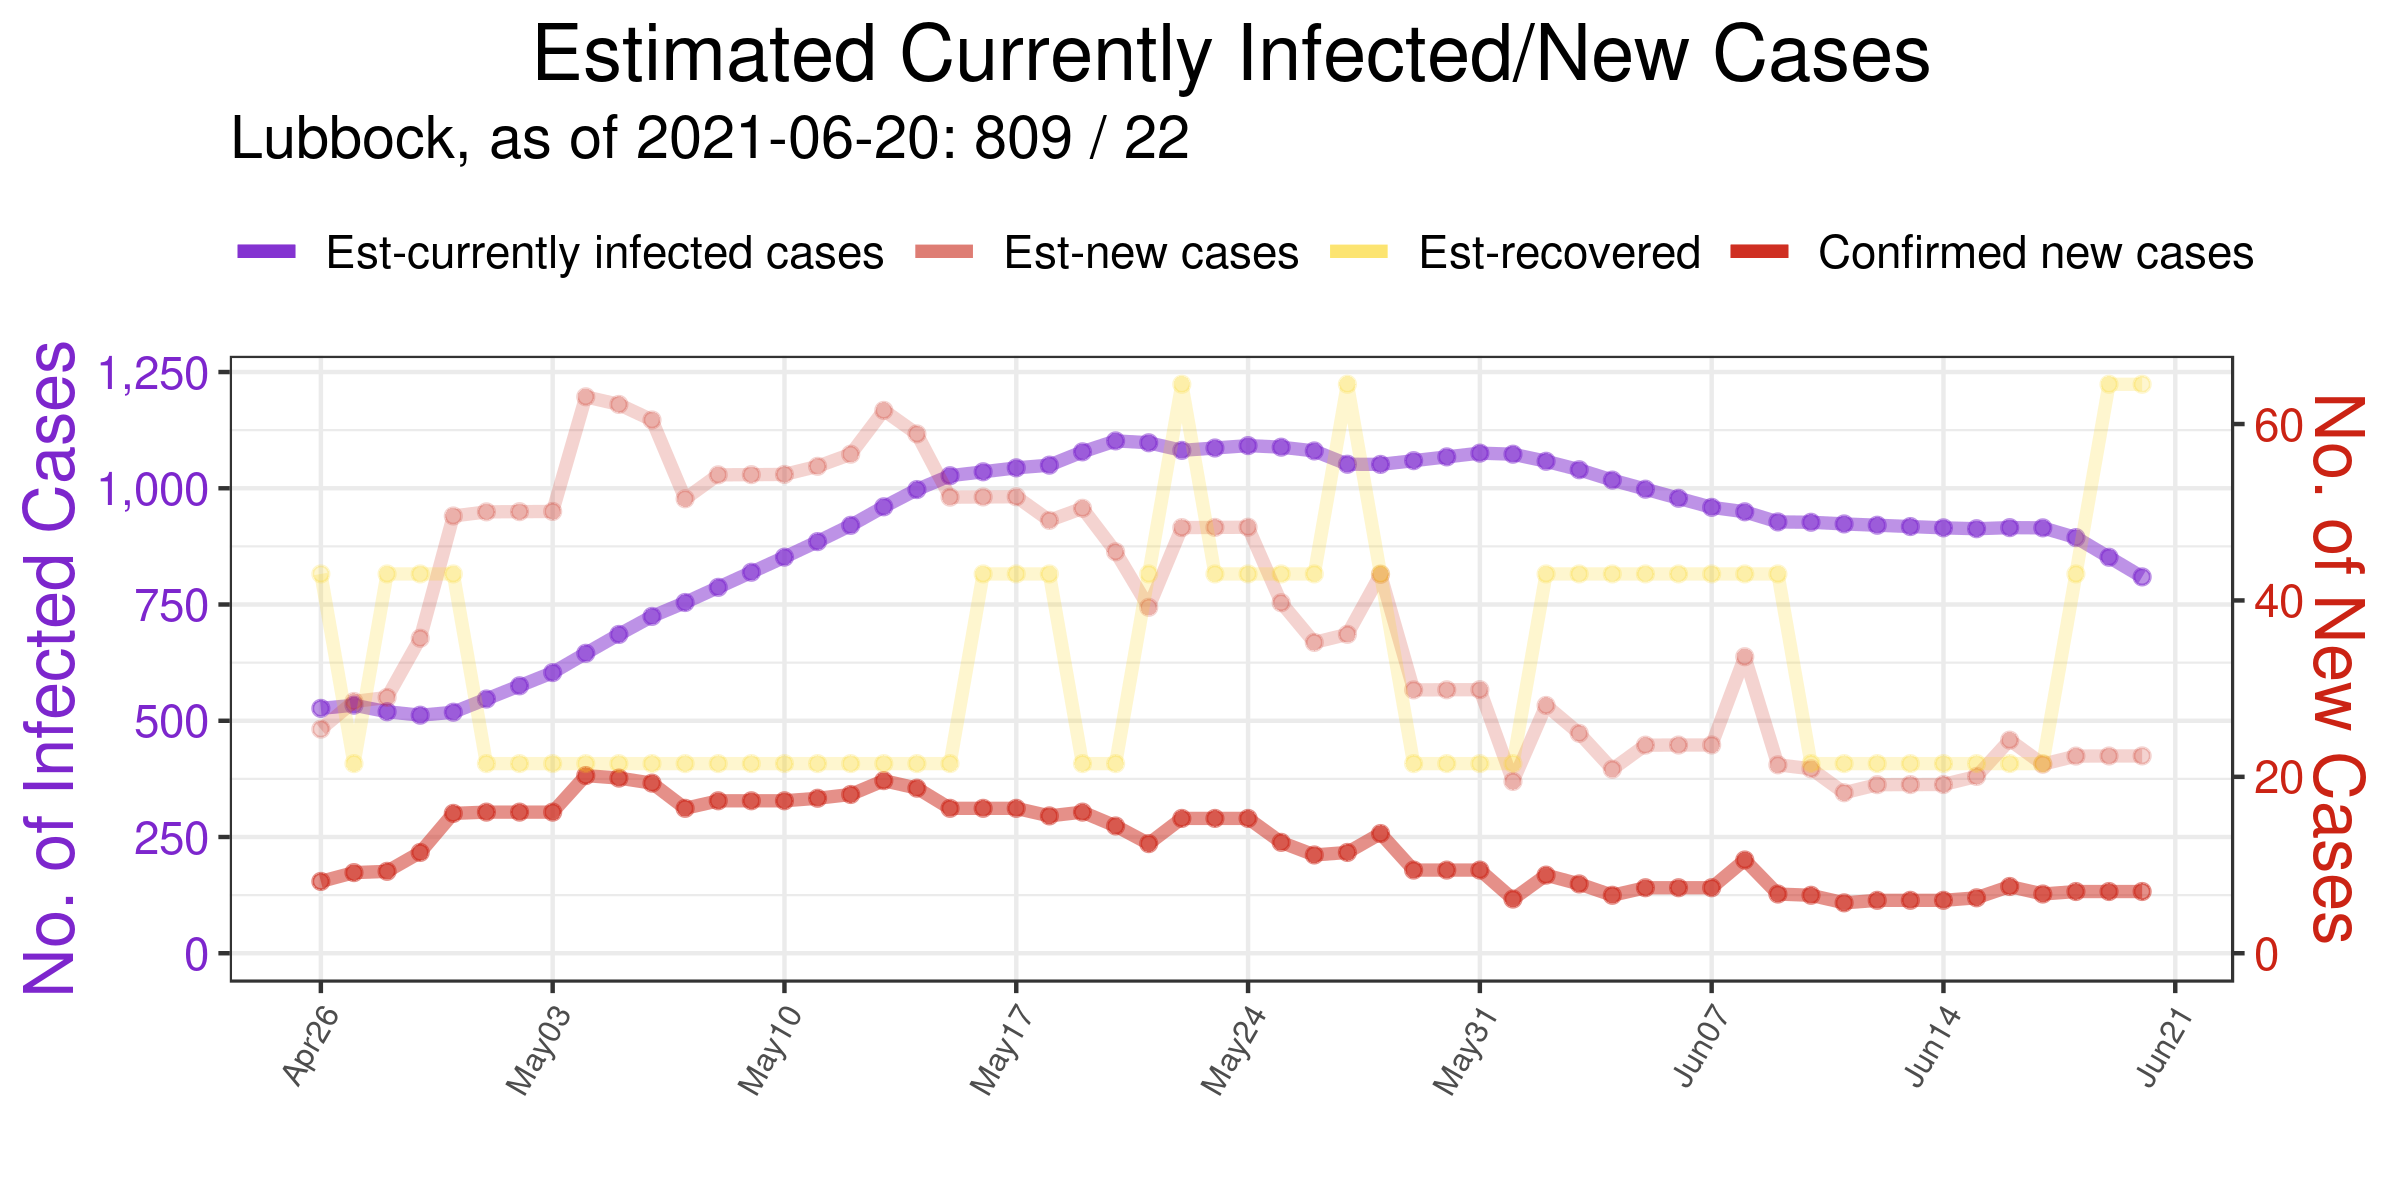 Estimated Currently Infected/New Cases
Lubbock, as of 2021-06-20: 809 / 22
Est-currently infected cases Est-new cases Est-recovered Confirmed new cases
No. of Infected Cases
1,250
1,000
750
500
250
0
No. of New Cases
60
40
20
0
Apr26 May03 May10 May17 May24 May31 Jun07 Jun14 Jun21